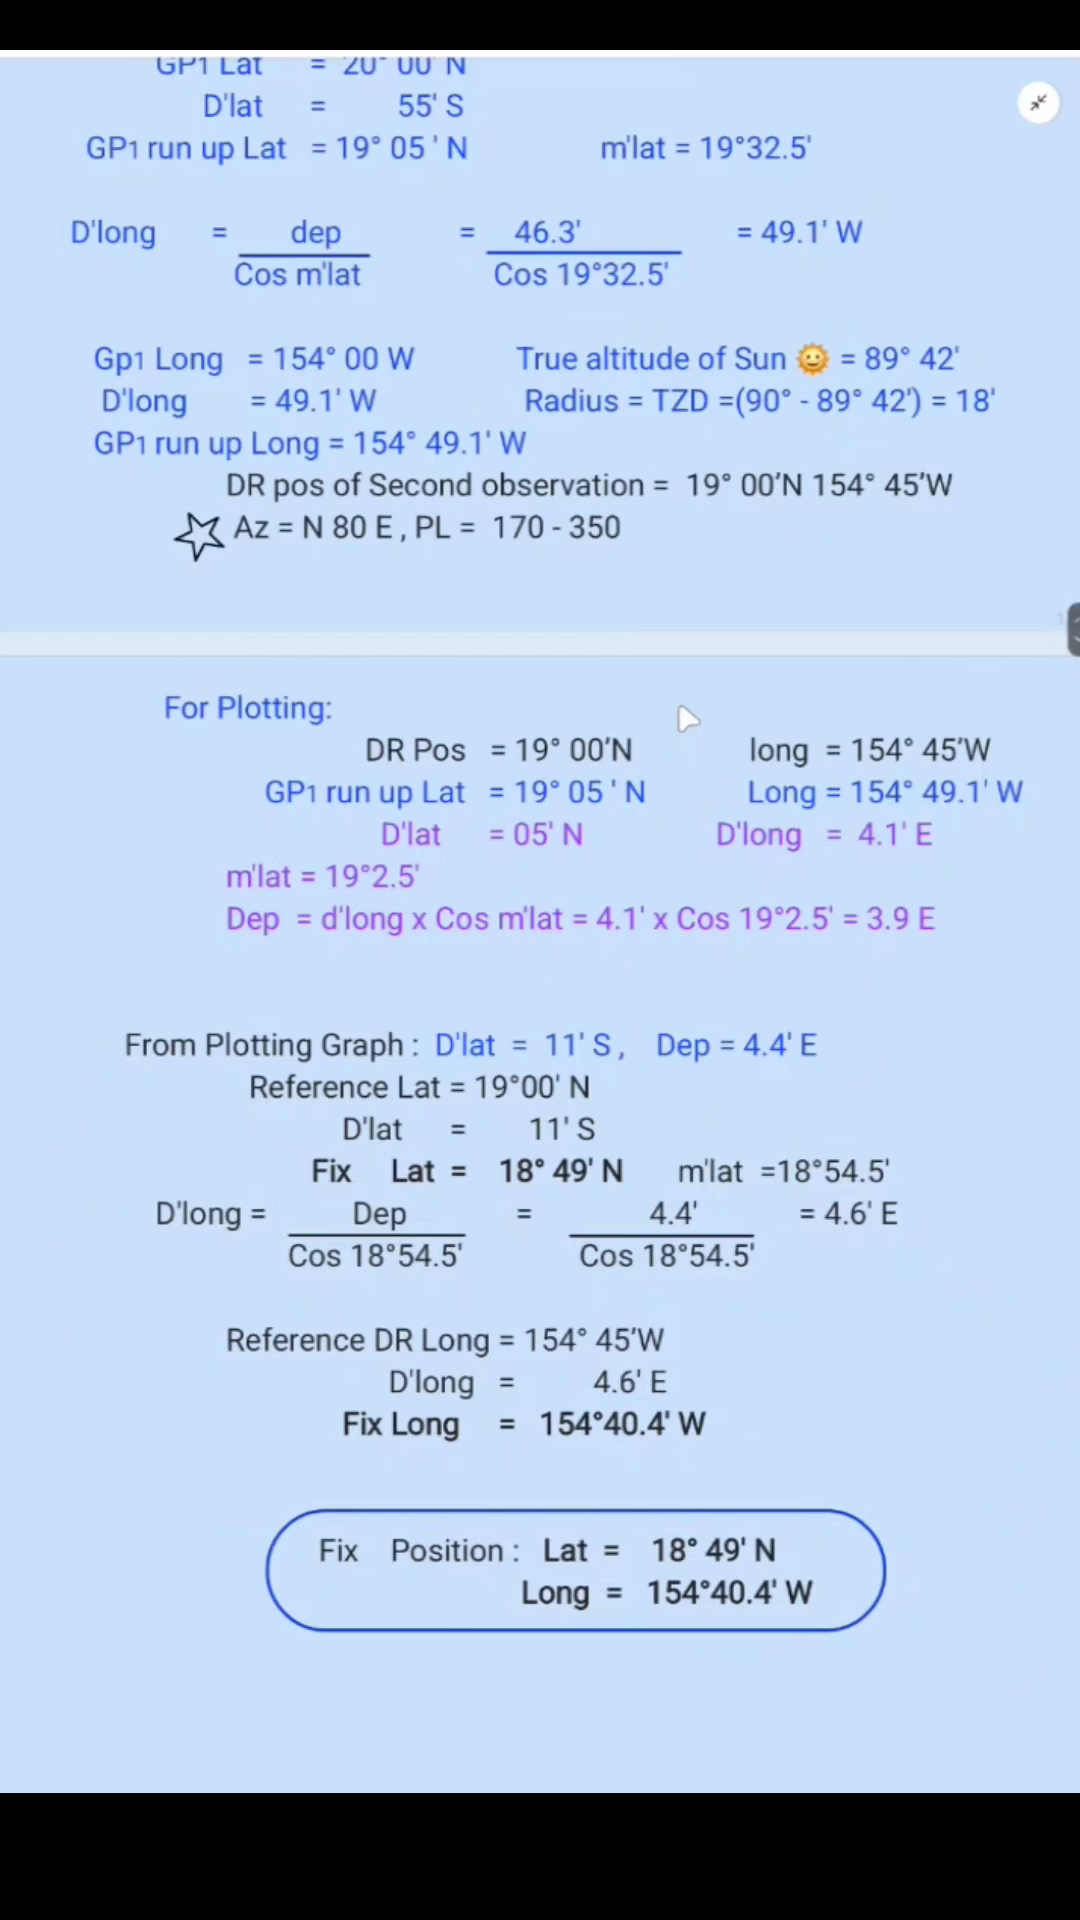 GP1 Lat = 20° 00' N
D'lat = 55' S
GP1 run up Lat = 19° 05 ' N m'lat = 19°32.5'
D'long = dep = 46.3' = 49.1' W
Cos m'lat Cos 19°32.5'
Gp1 Long = 154° 00 W True altitude of Sun 🌞 = 89° 42'
D'long = 49.1' W Radius = TZD =(90° - 89° 42') = 18'
GP1 run up Long = 154° 49.1' W
DR pos of Second observation = 19° 00’N 154° 45’W
Az = N 80 E , PL = 170 - 350
For Plotting:
DR Pos = 19° 00’N long = 154° 45’W
GP1 run up Lat = 19° 05 ' N Long = 154° 49.1' W
D'lat = 05' N D'long = 4.1' E
m'lat = 19°2.5'
Dep = d'long x Cos m'lat = 4.1' x Cos 19°2.5' = 3.9 E
From Plotting Graph : D'lat = 11' S , Dep = 4.4' E
Reference Lat = 19°00' N
D'lat = 11' S
Fix Lat = 18° 49' N m'lat =18°54.5'
D'long = Dep = 4.4' = 4.6' E
Cos 18°54.5' Cos 18°54.5'
Reference DR Long = 154° 45’W
D'long = 4.6' E
Fix Long = 154°40.4' W
Fix Position : Lat = 18° 49' N
Long = 154°40.4' W